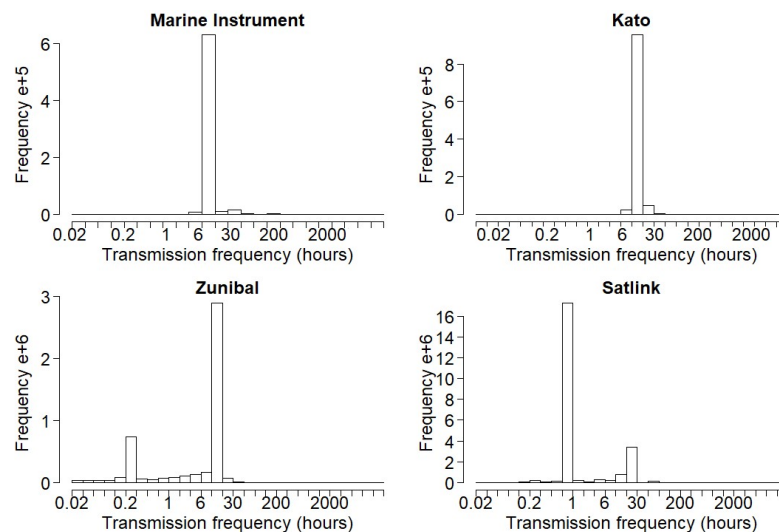 Marine Instrument
Frequency e+5
6
4
2
0
0.02 0.2 1 6 30 200 2000
Transmission frequency (hours)
Kato
Frequency e+5
8
6
4
2
0
0.02 0.2 1 6 30 200 2000
Transmission frequency (hours)
Zunibal
Frequency e+6
3
2
1
0
0.02 0.2 1 6 30 200 2000
Transmission frequency (hours)
Satlink
Frequency e+6
16
14
12
10
8
6
4
2
0
0.02 0.2 1 6 30 200 2000
Transmission frequency (hours)